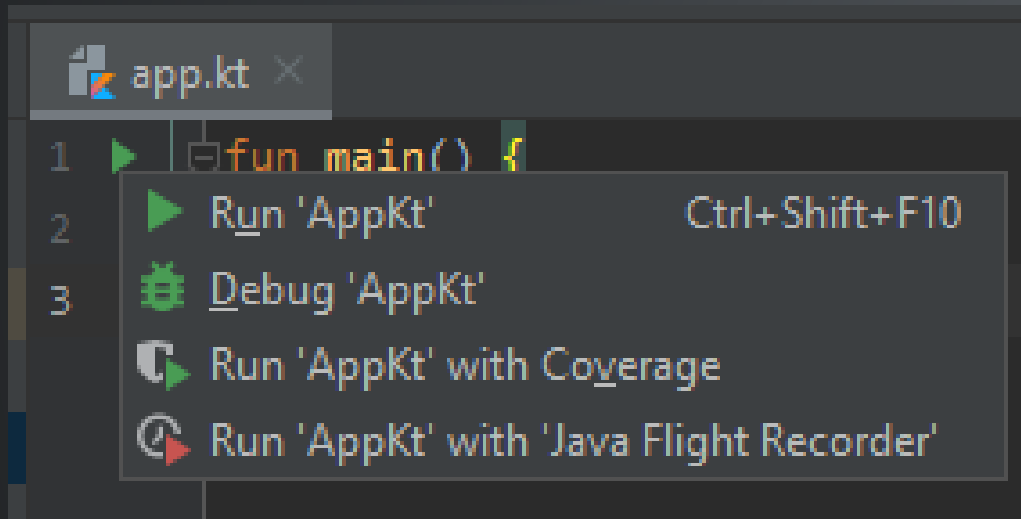 app.kt
1 fun main() {
2
3
Run 'AppKt' Ctrl+Shift+F10
Debug 'AppKt'
Run 'AppKt' with Coverage
Run 'AppKt' with 'Java Flight Recorder'